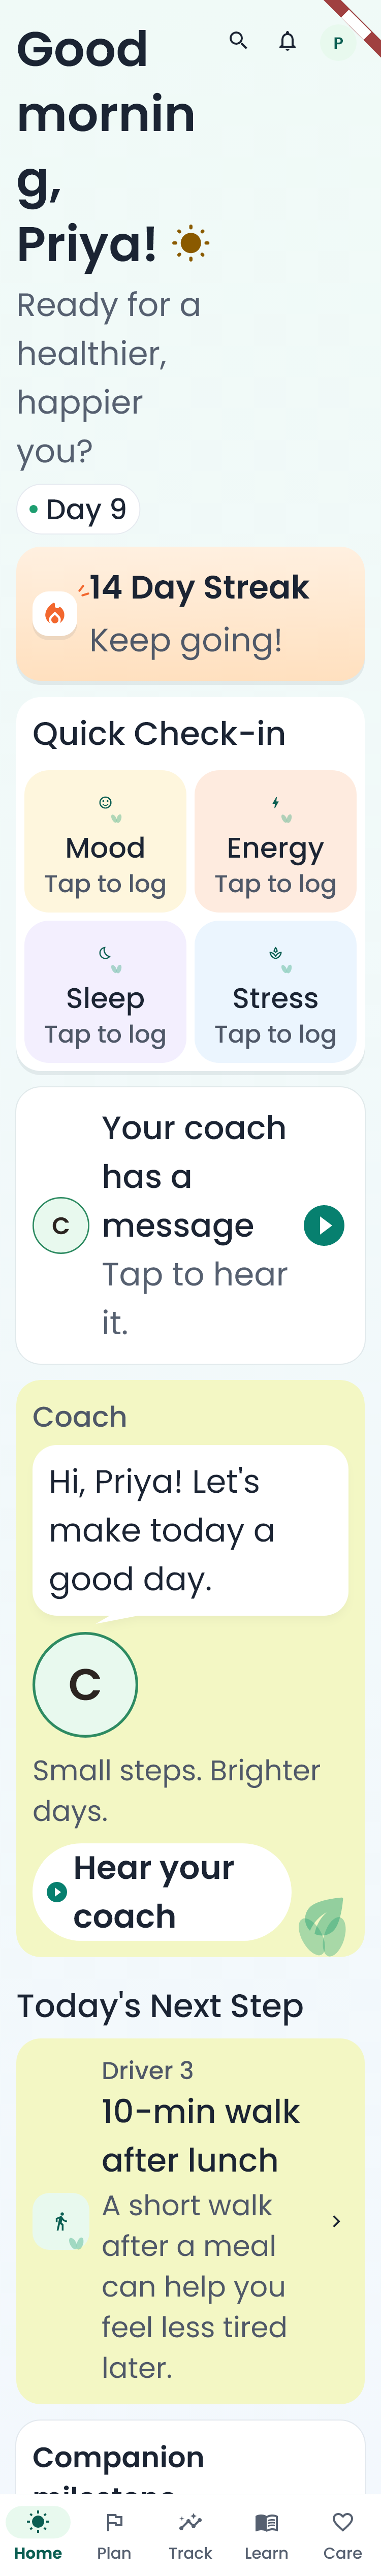 Good
mornin
g,
Priya!
P
Ready for a
healthier,
happier
you?
Day 9
14 Day Streak
Keep going!
Quick Check-in
Mood
Tap to log
Energy
Tap to log
Sleep
Tap to log
Stress
Tap to log
C
Your coach
has a
message
Tap to hear
it.
Coach
Hi, Priya! Let's
make today a
good day.
C
Small steps. Brighter
days.
Hear your
coach
Today's Next Step
Driver 3
10-min walk
after lunch
A short walk
after a meal
can help you
feel less tired
later.
Companion
milestone
Home
Plan
Track
Learn
Care